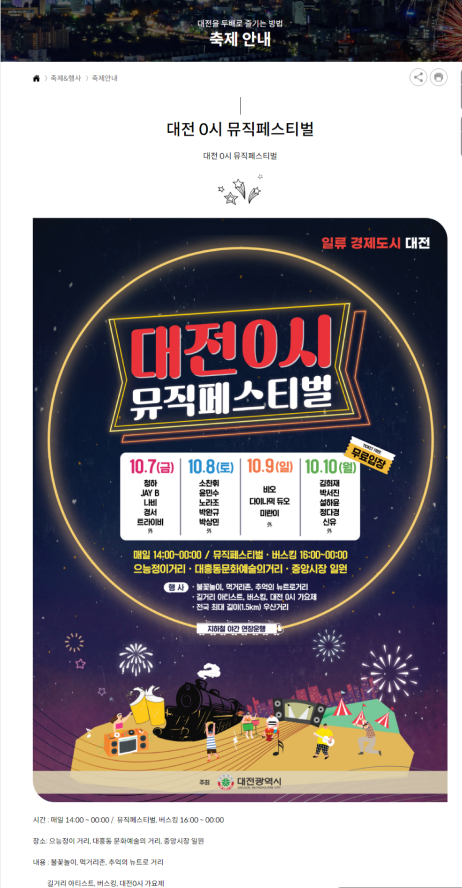 대전을 두배로 즐기는 방법
축제 안내
> 축제&행사 > 축제안내
대전 0시 뮤직페스티벌
대전 0시 뮤직페스티벌
일류 경제도시 대전
대전0시
뮤직페스티벌
무료입장
10.7(금)
청하
JAY B
나비
경서
트라이비
外
10.8(토)
소찬휘
윤민수
노라조
박완규
박상민
外
10.9(일)
비오
다이나믹 듀오
미란이
外
10.10(월)
김희재
박서진
설하윤
정다경
신유
外
매일 14:00-00:00 / 뮤직페스티벌·버스킹 16:00-00:00
으능정이거리·대흥동문화예술의거리·중앙시장 일원
행사 · 불꽃놀이, 먹거리존, 추억의 뉴트로거리
· 길거리 아티스트, 버스킹, 대전 0시 가요제
· 전국 최대 길이(1.5km) 우산거리
지하철 야간 연장운행
주최 대전광역시
시간 : 매일 14:00 ~ 00:00 / 뮤직페스티벌, 버스킹 16:00 ~ 00:00
장소: 으능정이 거리, 대흥동 문화예술의 거리, 중앙시장 일원
내용 : 불꽃놀이, 먹거리존, 추억의 뉴트로 거리
길거리 아티스트, 버스킹, 대전0시 가요제